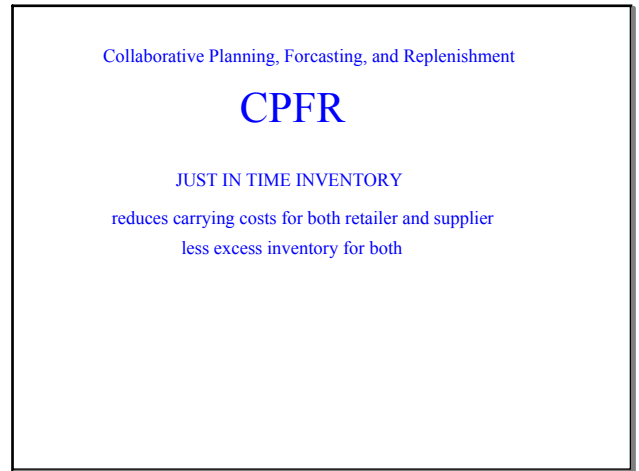 Collaborative Planning, Forcasting, and Replenishment
CPFR
JUST IN TIME INVENTORY
reduces carrying costs for both retailer and supplier
less excess inventory for both